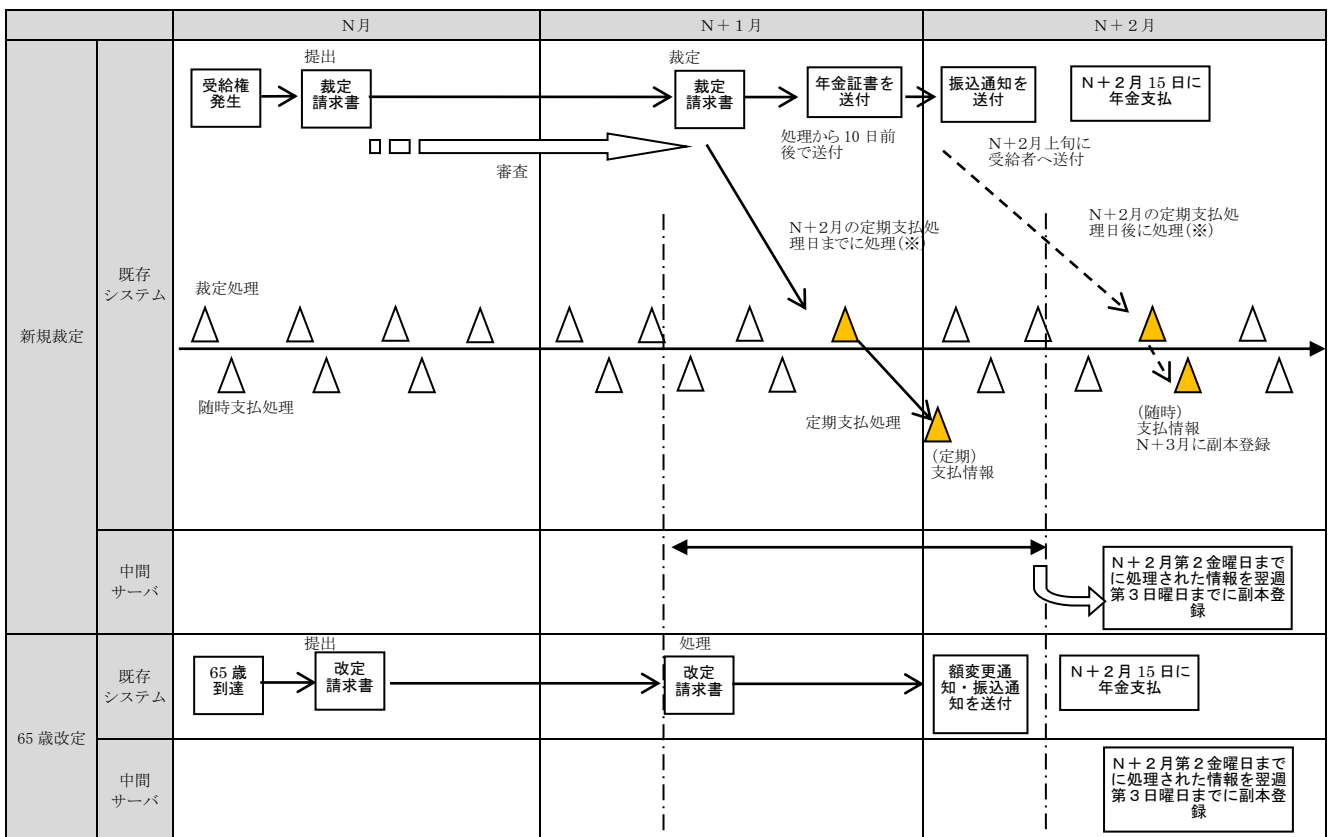 N月
N＋1月
N＋2月
新規裁定
既存
システム
提出
受給権
発生
裁定
請求書
審査
裁定
裁定
請求書
年金証書を
送付
処理から10日前
後で送付
振込通知を
送付
N＋2月上旬に
受給者へ送付
N＋2月15日に
年金支払
N＋2月の定期支払処
理日までに処理(※)
N＋2月の定期支払処
理日後に処理(※)
裁定処理
随時支払処理
定期支払処理
(定期)
支払情報
(随時)
支払情報
N＋3月に副本登録
中間
サーバ
N＋2月第2金曜日まで
に処理された情報を翌週
第3日曜日までに副本登
録
65歳改定
既存
システム
65歳
到達
提出
改定
請求書
処理
改定
請求書
額変更通
知・振込通
知を送付
N＋2月15日に
年金支払
中間
サーバ
N＋2月第2金曜日まで
に処理された情報を翌週
第3日曜日までに副本登
録